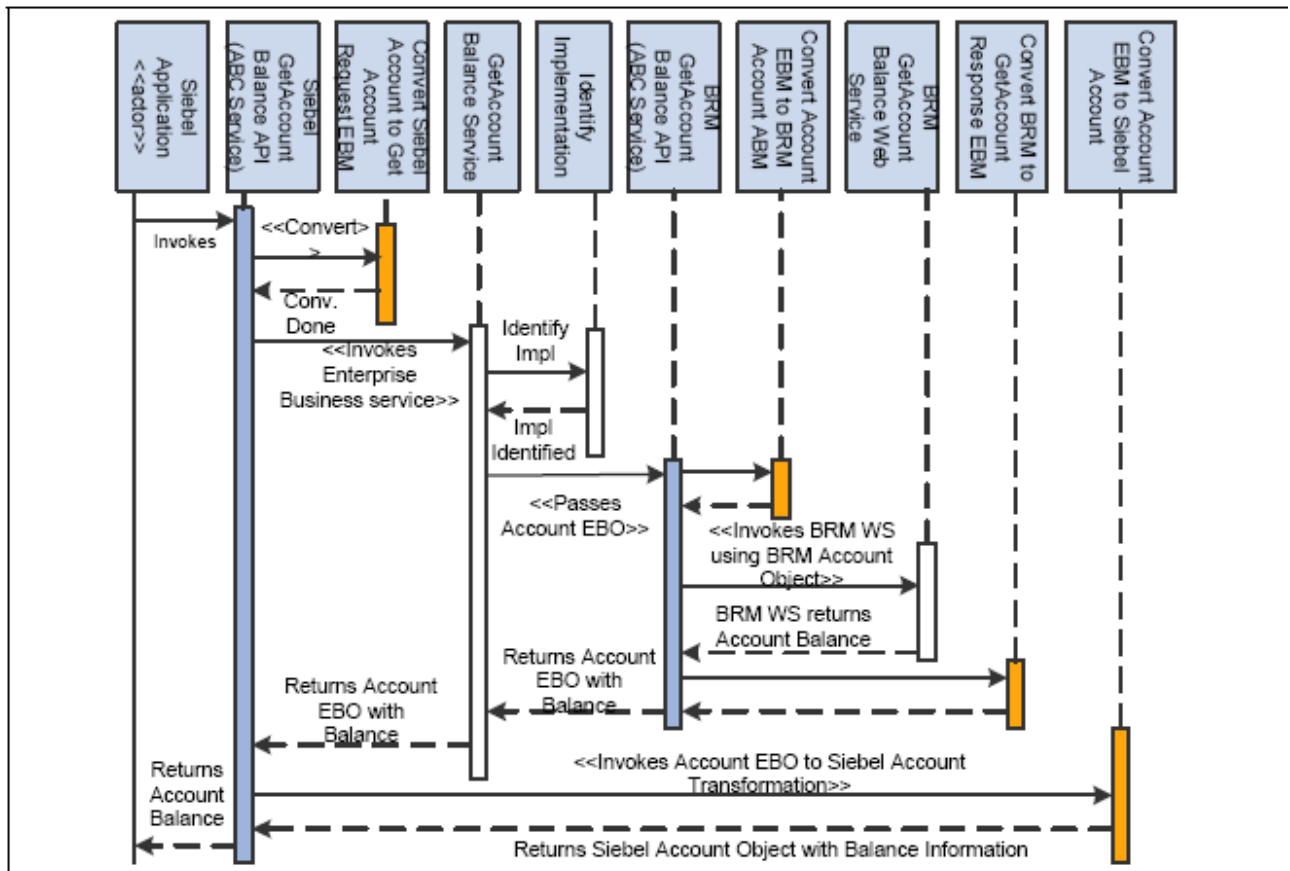 Siebel
Application
<<actor>>
Siebel
GetAccount
Balance API
(ABC Service)
Convert Siebel
Account to Get
Account
Request EBM
GetAccount
Balance Service
Identify
Implementation
BRM
GetAccount
Balance API
(ABC Service)
Convert Account
EBM to BRM
Account ABM
BRM
GetAccount
Balance Web
Service
Convert BRM to
GetAccount
Response EBM
Convert Account
EBM to Siebel
Account
Invokes
<<Convert>
>
Conv.
Done
<<Invokes
Enterprise
Business service>>
Identify
Impl
Impl
Identified
<<Passes
Account EBO>>
<<Invokes BRM WS
using BRM Account
Object>>
BRM WS returns
Account Balance
Returns Account
EBO with
Balance
Returns Account
EBO with
Balance
<<Invokes Account EBO to Siebel Account
Transformation>>
Returns
Account
Balance
Returns Siebel Account Object with Balance Information